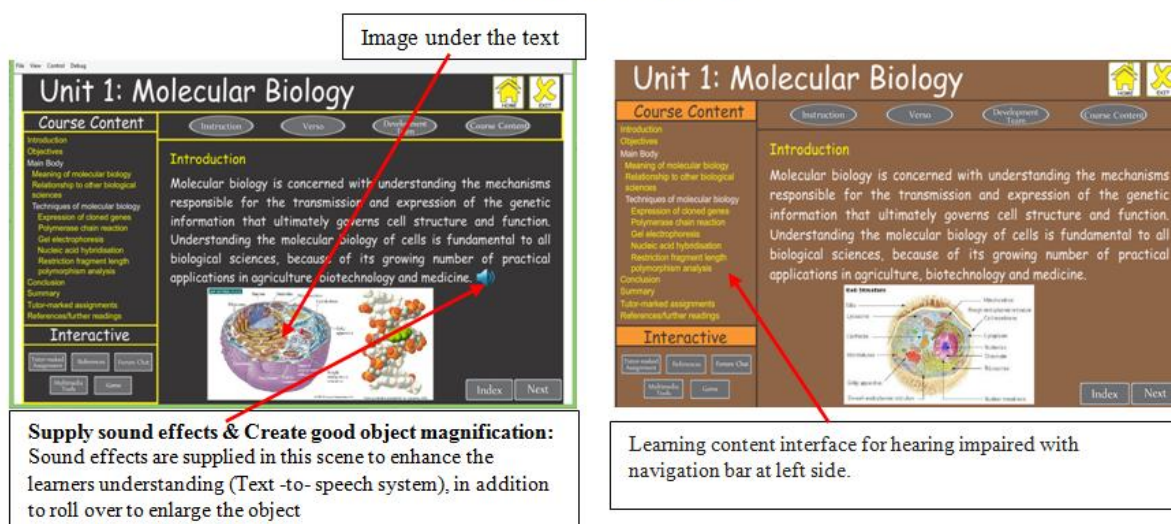 Image under the text
File View Control Debug
Unit 1: Molecular Biology
HOME
EXIT
Course Content
Instruction
Verso
Development
Team
Course Content
Introduction
Objectives
Main Body
Meaning of molecular biology
Relationship to other biological
sciences
Techniques of molecular biology
Expression of cloned genes
Polymerase chain reaction
Gel electrophoresis
Nucleic acid hybridisation
Restriction fragment length
polymorphism analysis
Conclusion
Summary
Tutor-marked assignments
References/further readings
Introduction
Molecular biology is concerned with understanding the mechanisms
responsible for the transmission and expression of the genetic
information that ultimately governs cell structure and function.
Understanding the molecular biology of cells is fundamental to all
biological sciences, because of its growing number of practical
applications in agriculture, biotechnology and medicine.
Interactive
Tutor-marked
Assignment
References
Forum Chat
Multimedia
Tools
Game
Index
Next
Supply sound effects & Create good object magnification:
Sound effects are supplied in this scene to enhance the
learners understanding (Text -to- speech system), in addition
to roll over to enlarge the object
Unit 1: Molecular Biology
HOME
EXIT
Course Content
Instruction
Verso
Development
Team
Course Content
Introduction
Objectives
Main Body
Meaning of molecular biology
Relationship to other biological
sciences
Techniques of molecular biology
Expression of cloned genes
Polymerase chain reaction
Gel electrophoresis
Nucleic acid hybridisation
Restriction fragment length
polymorphism analysis
Conclusion
Summary
Tutor-marked assignments
References/further readings
Introduction
Molecular biology is concerned with understanding the mechanisms
responsible for the transmission and expression of the genetic
information that ultimately governs cell structure and function.
Understanding the molecular biology of cells is fundamental to all
biological sciences, because of its growing number of practical
applications in agriculture, biotechnology and medicine.
Cell Structure
Interactive
Tutor-marked
Assignment
References
Forum Chat
Multimedia
Tools
Game
Index
Next
Learning content interface for hearing impaired with
navigation bar at left side.